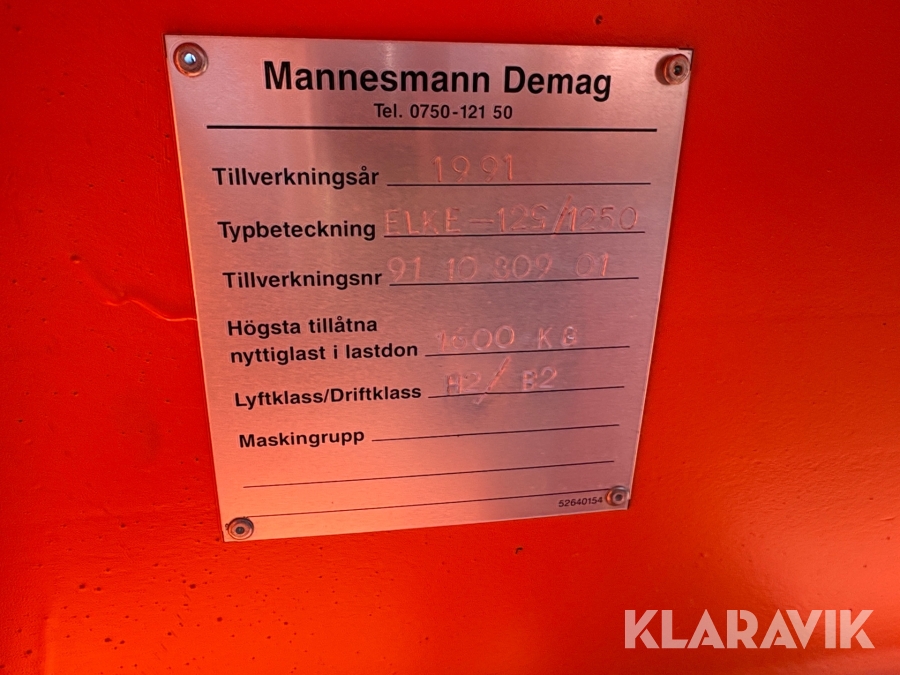 Mannesmann Demag
Tel. 0750-121 50
Tillverkningsår 1991
Typbeteckning ELKE-125/1250
Tillverkningsnr 91 10 809 01
Högsta tillåtna
nyttiglast i lastdon 1600 KG
Lyftklass/Driftklass H2/B2
Maskingrupp
52640154
KLARAVIK